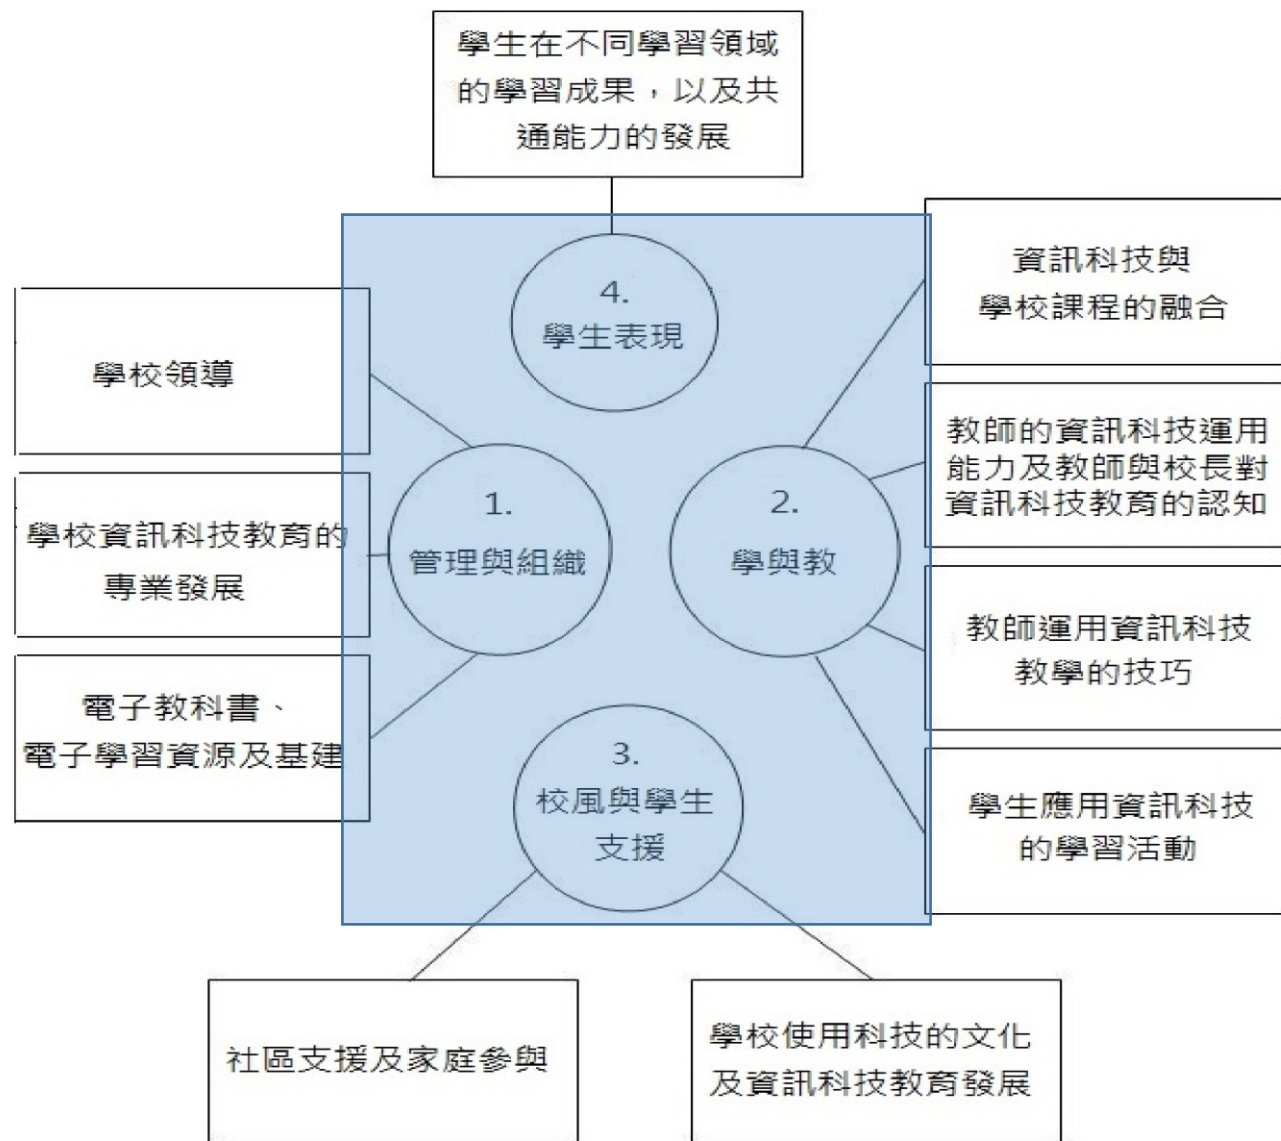 學生在不同學習領域
的學習成果，以及共
通能力的發展
4.
學生表現
學校領導
學校資訊科技教育的
專業發展
電子教科書、
電子學習資源及基建
1.
管理與組織
2.
學與教
資訊科技與
學校課程的融合
教師的資訊科技運用
能力及教師與校長對
資訊科技教育的認知
教師運用資訊科技
教學的技巧
學生應用資訊科技
的學習活動
3.
校風與學生
支援
社區支援及家庭參與
學校使用科技的文化
及資訊科技教育發展